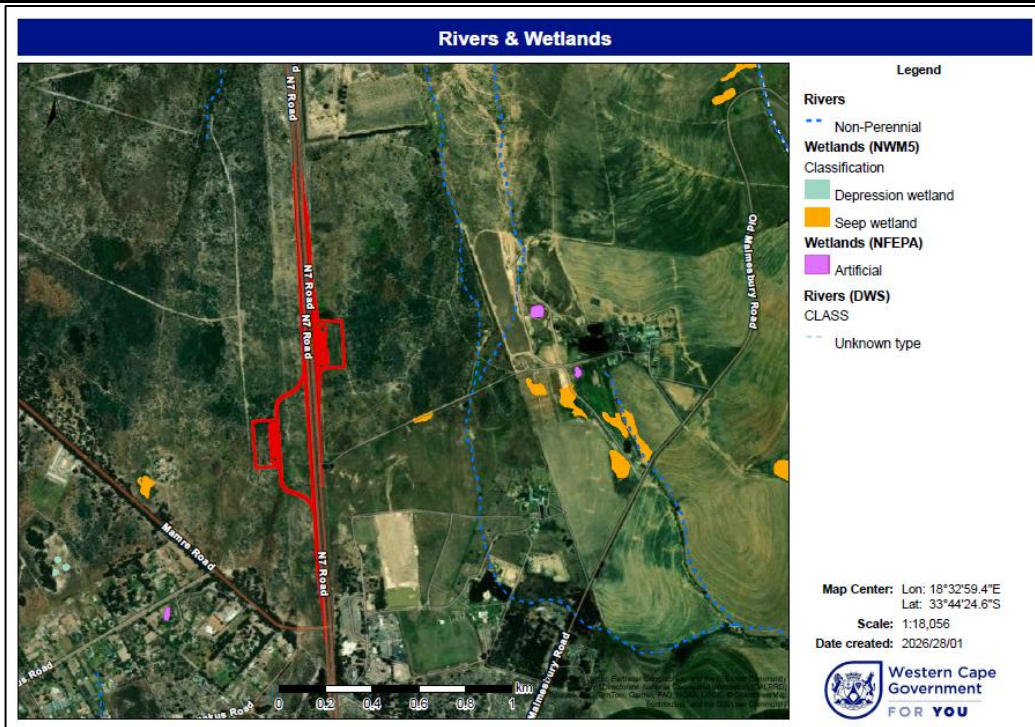 Rivers & Wetlands
Legend
Rivers
Non-Perennial
Wetlands (NWM5)
Classification
Depression wetland
Seep wetland
Wetlands (NFEPA)
Artificial
Rivers (DWS)
CLASS
Unknown type
Map Center: Lon: 18°32'59.4"E
Lat: 33°44'24.6"S
Scale: 1:18,056
Date created: 2026/28/01
Western Cape
Government
FOR YOU
d
N7 Road
N7 Road
N7 Road
Old Malmesbury Road
Mamre Road
N7 Road
us Road
Malmesbury Road
0 0.2 0.4 0.6 0.8 1 km